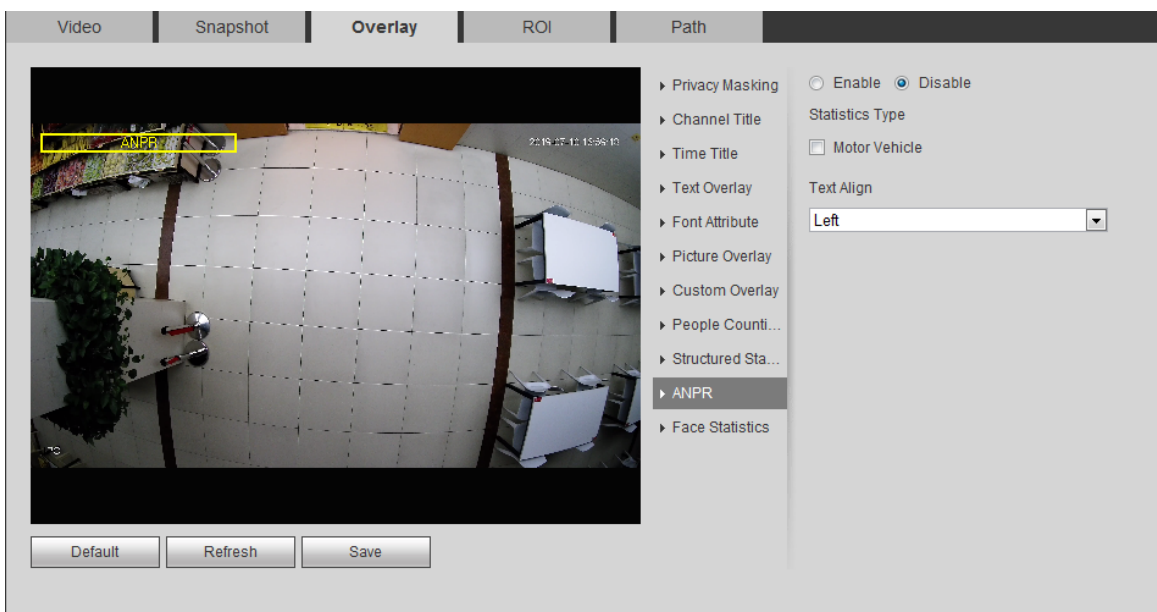 Video Snapshot Overlay ROI Path
ANPR
Privacy Masking
Channel Title
Time Title
Text Overlay
Font Attribute
Picture Overlay
Custom Overlay
People Counti...
Structured Sta...
ANPR
Face Statistics
Enable Disable
Statistics Type
Motor Vehicle
Text Align
Left
Default Refresh Save